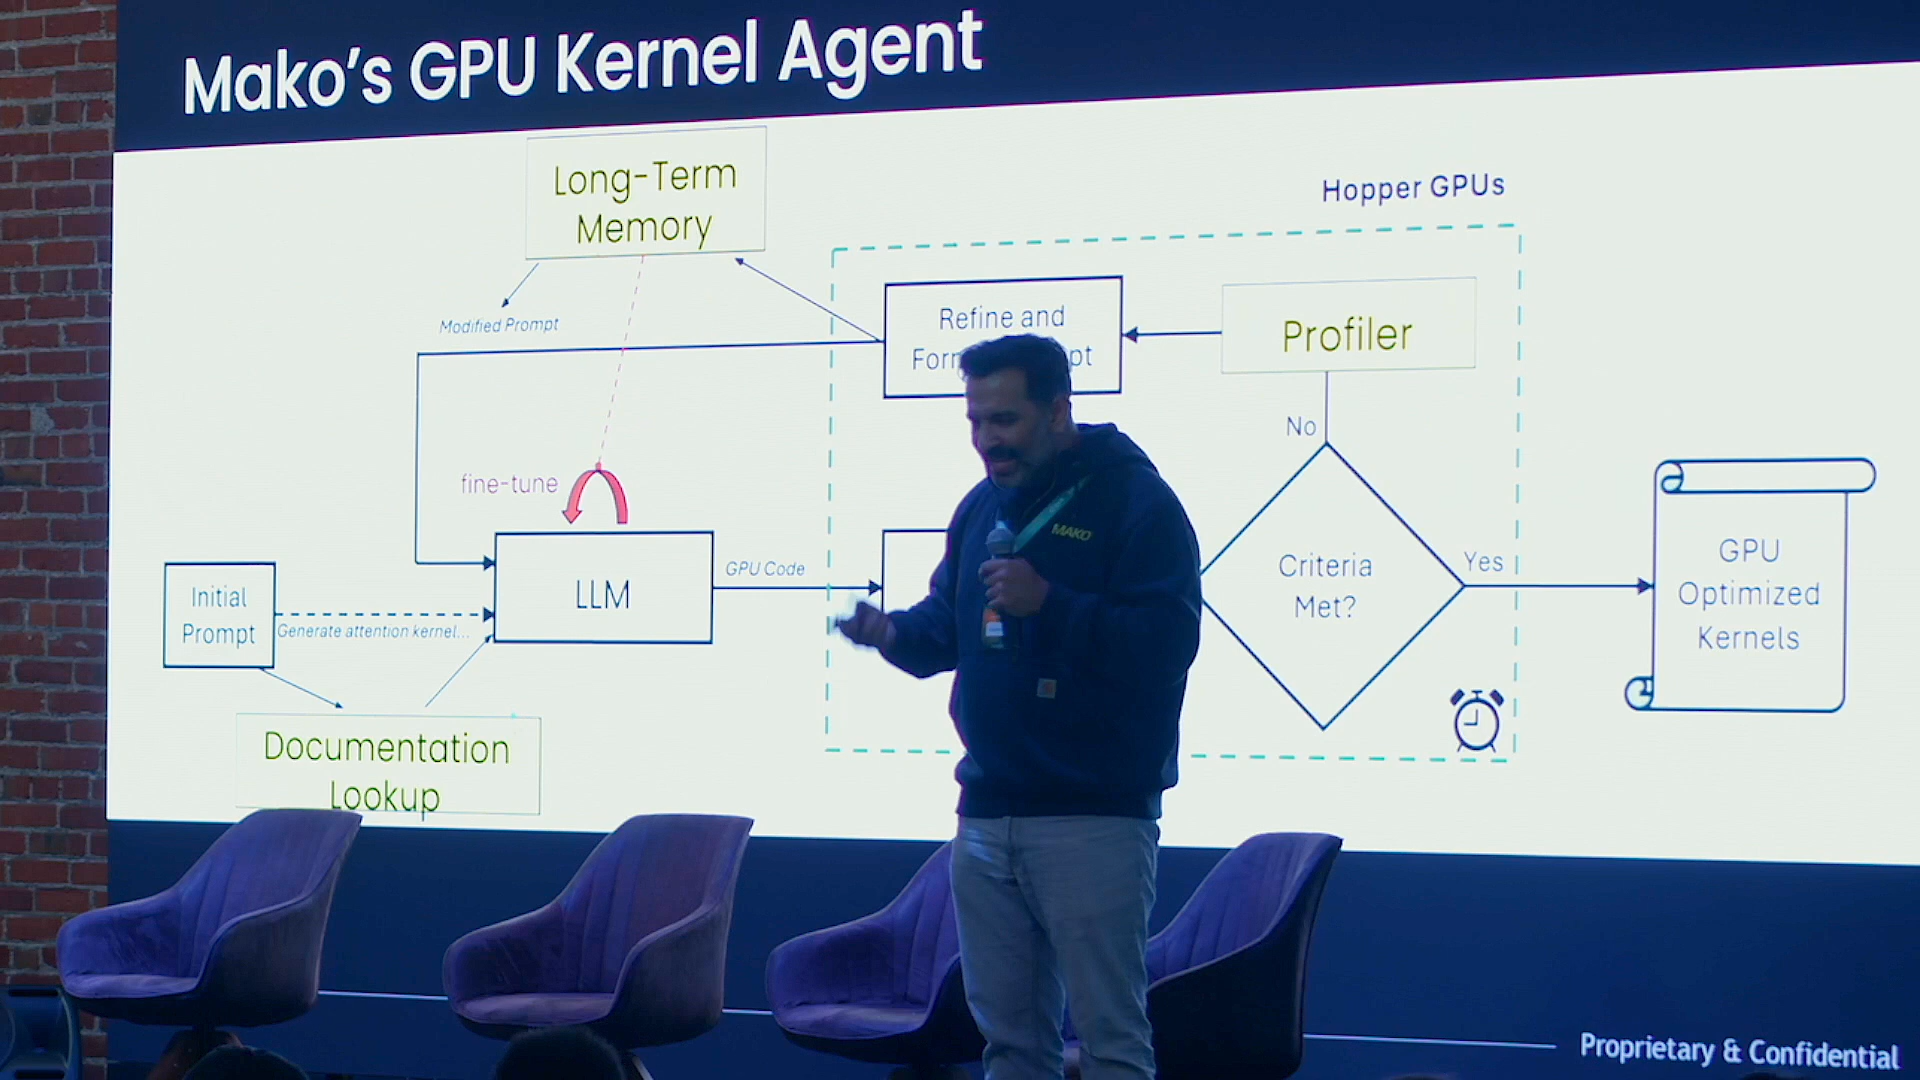 Mako's GPU Kernel Agent
Long-Term
Memory
Hopper GPUs
Modified Prompt
Refine and
Profiler
No
fine-tune
Initial
Prompt
Generate attention kernel...
LLM
GPU Code
Criteria
Met?
Yes
GPU
Optimized
Kernels
Documentation
Lookup
MAKO
Proprietary & Confidential